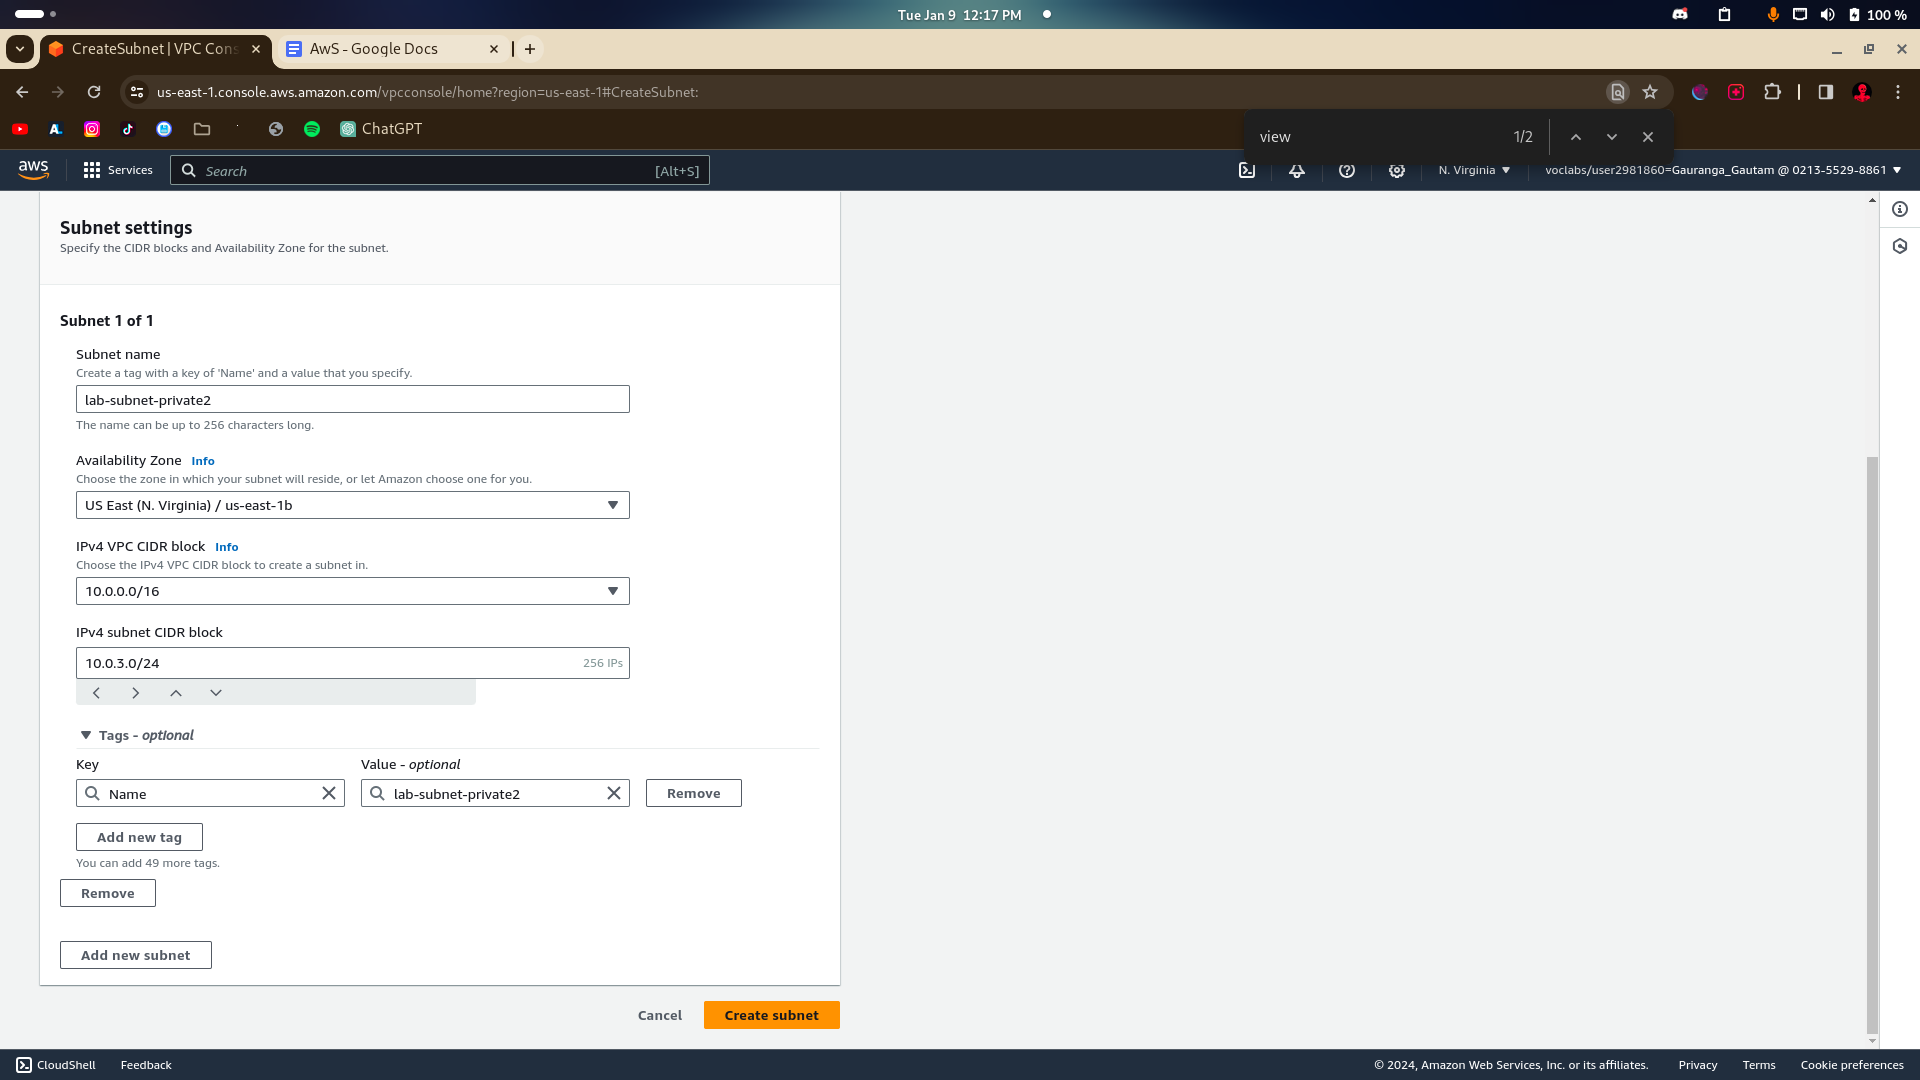 Tue Jan 9 12:17 PM
100 %
CreateSubnet | VPC Cons
AwS - Google Docs
us-east-1.console.aws.amazon.com/vpcconsole/home?region=us-east-1#CreateSubnet:
ChatGPT
view 1/2
aws
Services
Search [Alt+S]
N. Virginia
voclabs/user2981860=Gauranga_Gautam @ 0213-5529-8861
Subnet settings
Specify the CIDR blocks and Availability Zone for the subnet.
Subnet 1 of 1
Subnet name
Create a tag with a key of 'Name' and a value that you specify.
lab-subnet-private2
The name can be up to 256 characters long.
Availability Zone Info
Choose the zone in which your subnet will reside, or let Amazon choose one for you.
US East (N. Virginia) / us-east-1b
IPv4 VPC CIDR block Info
Choose the IPv4 VPC CIDR block to create a subnet in.
10.0.0.0/16
IPv4 subnet CIDR block
10.0.3.0/24 256 IPs
Tags - optional
Key Value - optional
Name lab-subnet-private2 Remove
Add new tag
You can add 49 more tags.
Remove
Add new subnet
Cancel Create subnet
CloudShell Feedback © 2024, Amazon Web Services, Inc. or its affiliates. Privacy Terms Cookie preferences